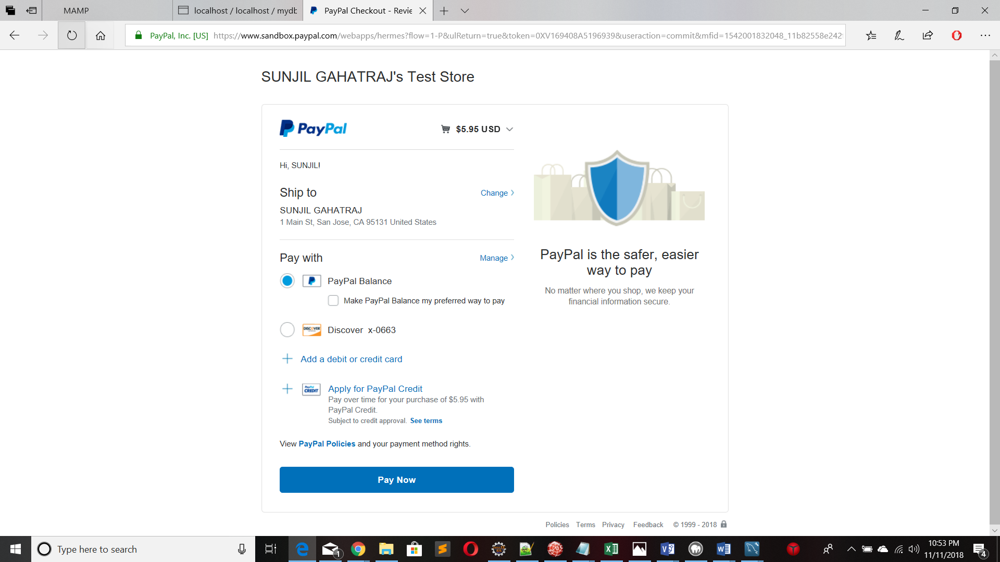 MAMP
localhost / localhost / mydb
PayPal Checkout - Revie
PayPal, Inc. [US] https://www.sandbox.paypal.com/webapps/hermes?flow=1-P&ulReturn=true&token=0XV169408A5196939&useraction=commit&mfid=1542001832048_11b82558e242
SUNJIL GAHATRAJ's Test Store
PayPal
$5.95 USD
Hi, SUNJIL!
Ship to
Change
SUNJIL GAHATRAJ
1 Main St, San Jose, CA 95131 United States
Pay with
Manage
PayPal Balance
Make PayPal Balance my preferred way to pay
DISCOVER
Discover x-0663
Add a debit or credit card
PayPal CREDIT
Apply for PayPal Credit
Pay over time for your purchase of $5.95 with
PayPal Credit.
Subject to credit approval. See terms
View PayPal Policies and your payment method rights.
Pay Now
PayPal is the safer, easier
way to pay
No matter where you shop, we keep your
financial information secure.
Policies Terms Privacy Feedback © 1999 - 2018
Type here to search
1
10:53 PM
11/11/2018
4